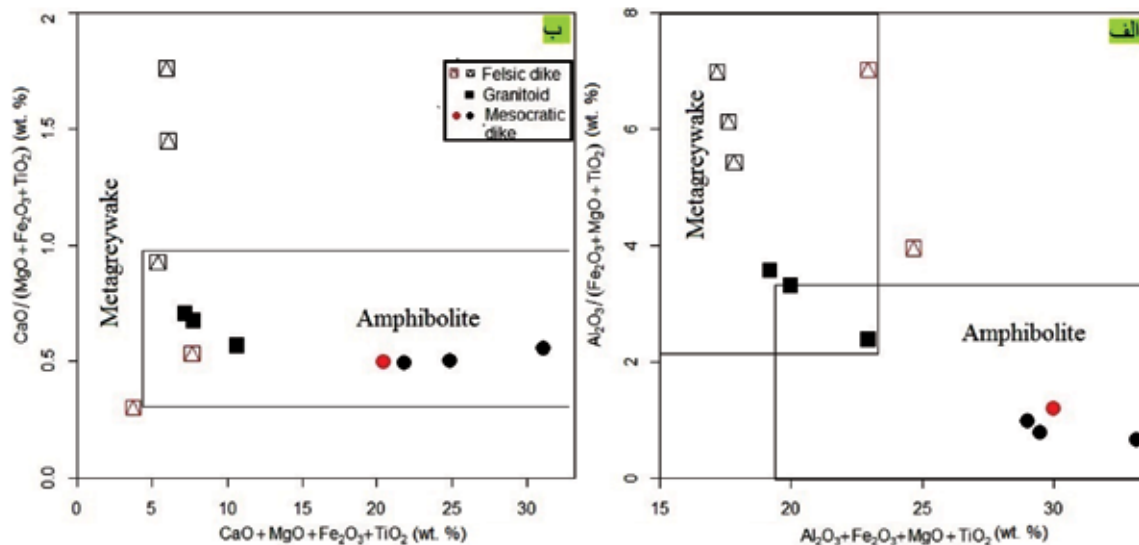 ب
Felsic dike
Granitoid
Mesocratic
dike
Metagreywake
Amphibolite
CaO/(MgO+Fe₂O₃+TiO₂) (wt. %)
0.0
0.5
1.0
1.5
2
0
5
10
15
20
25
30
CaO+MgO+Fe₂O₃+TiO₂ (wt. %)
الف
Metagreywake
Amphibolite
Al₂O₃/(Fe₂O₃+MgO+TiO₂) (wt. %)
0
2
4
6
8
15
20
25
30
Al₂O₃+Fe₂O₃+MgO+TiO₂ (wt. %)